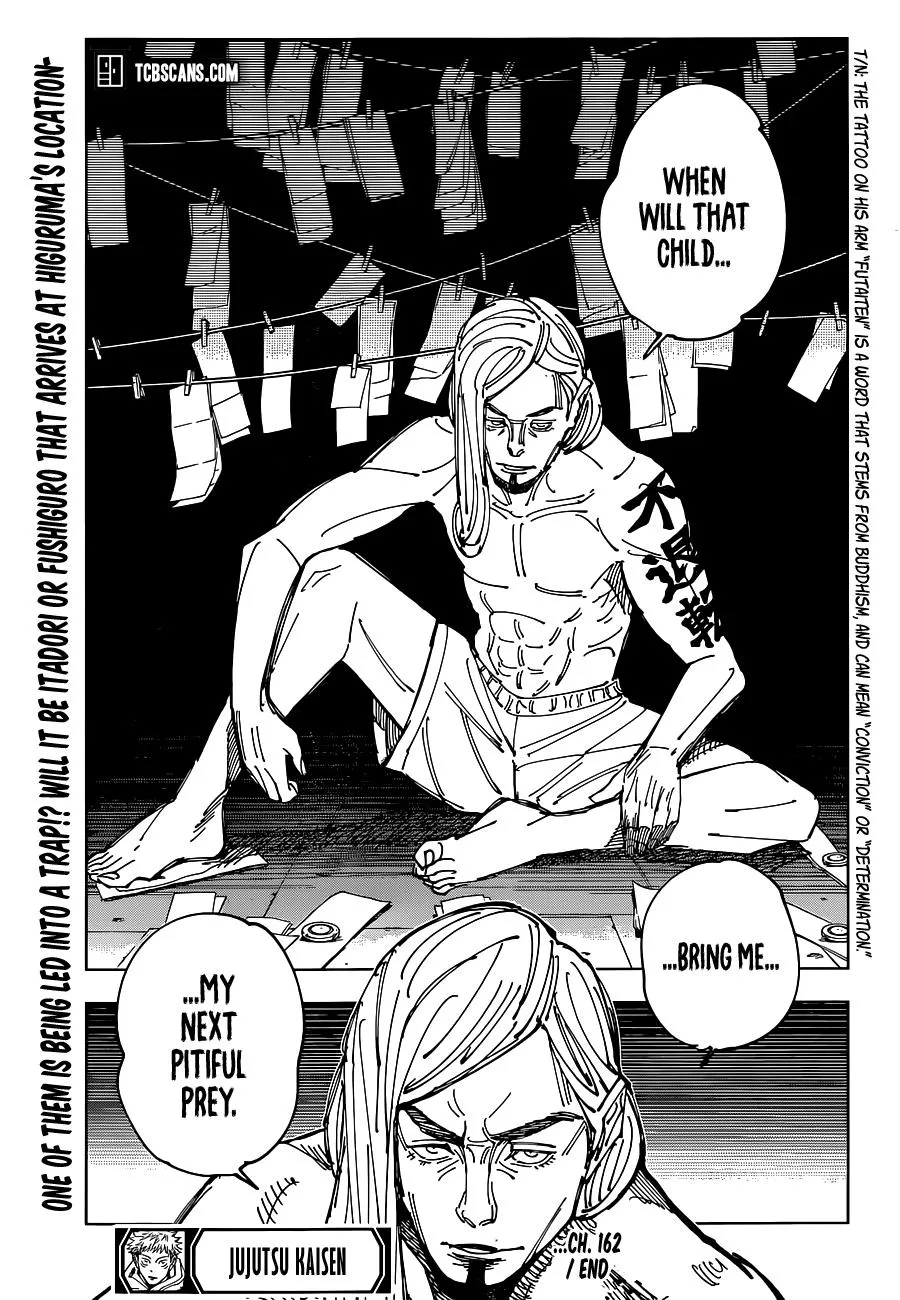 TCBSCANS.COM
WHEN
WILL THAT
CHILD...
不退轉
...BRING ME...
...MY
NEXT
PITIFUL
PREY.
JUJUTSU KAISEN
...CH. 162
/ END
ONE OF THEM IS BEING LED INTO A TRAP!? WILL IT BE ITADORI OR FUSHIGURO THAT ARRIVES AT HIGURUMA'S LOCATION-
T/N: THE TATTOO ON HIS ARM "FUTAITEN" IS A WORD THAT STEMS FROM BUDDHISM, AND CAN MEAN "CONVICTION" OR "DETERMINATION."